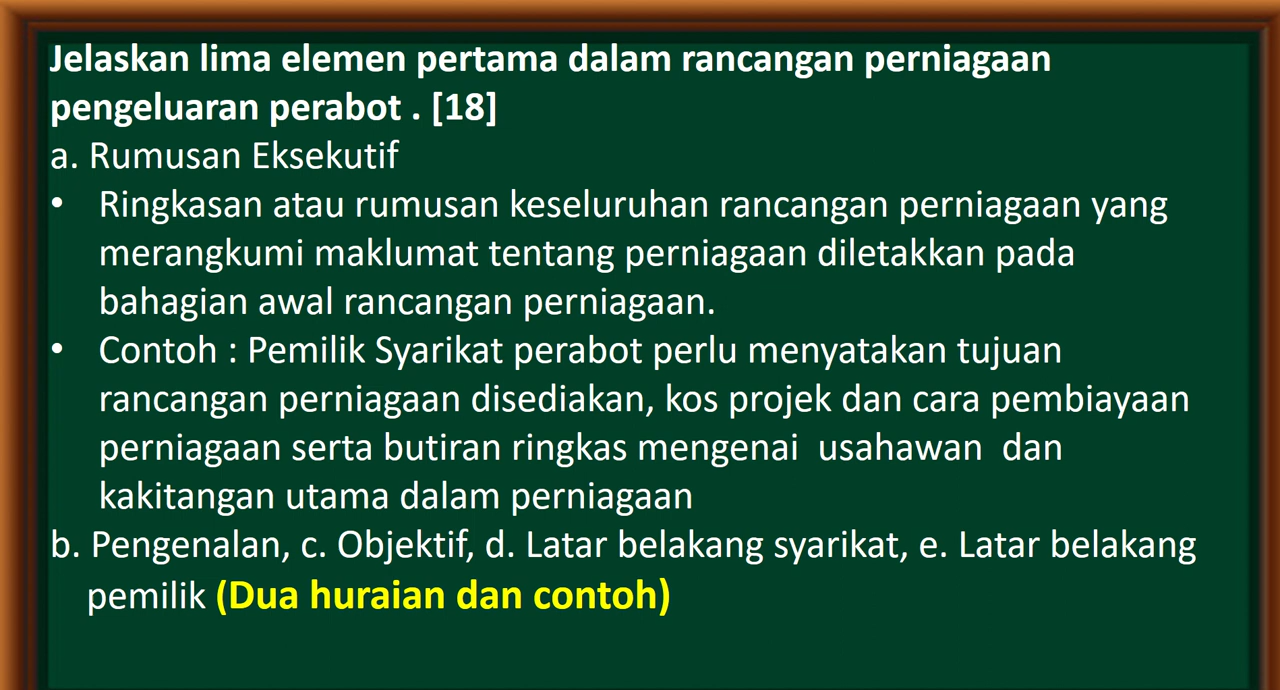 Jelaskan lima elemen pertama dalam rancangan perniagaan
pengeluaran perabot . [18]
a. Rumusan Eksekutif
• Ringkasan atau rumusan keseluruhan rancangan perniagaan yang
merangkumi maklumat tentang perniagaan diletakkan pada
bahagian awal rancangan perniagaan.
• Contoh : Pemilik Syarikat perabot perlu menyatakan tujuan
rancangan perniagaan disediakan, kos projek dan cara pembiayaan
perniagaan serta butiran ringkas mengenai usahawan dan
kakitangan utama dalam perniagaan
b. Pengenalan, c. Objektif, d. Latar belakang syarikat, e. Latar belakang
pemilik (Dua huraian dan contoh)